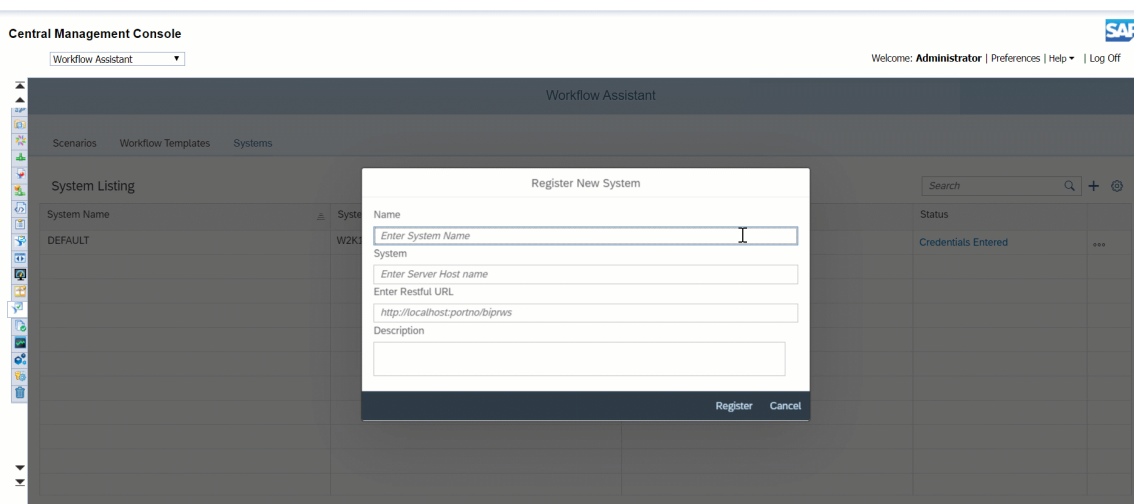 Central Management Console
SAP
Workflow Assistant
Welcome: Administrator | Preferences | Help | Log Off
Workflow Assistant
Scenarios Workflow Templates Systems
System Listing
Search
System Name
Status
DEFAULT
Credentials Entered
Register New System
Name
Enter System Name
System
Enter Server Host name
Enter Restful URL
http://localhost:portno/biprws
Description
Register Cancel